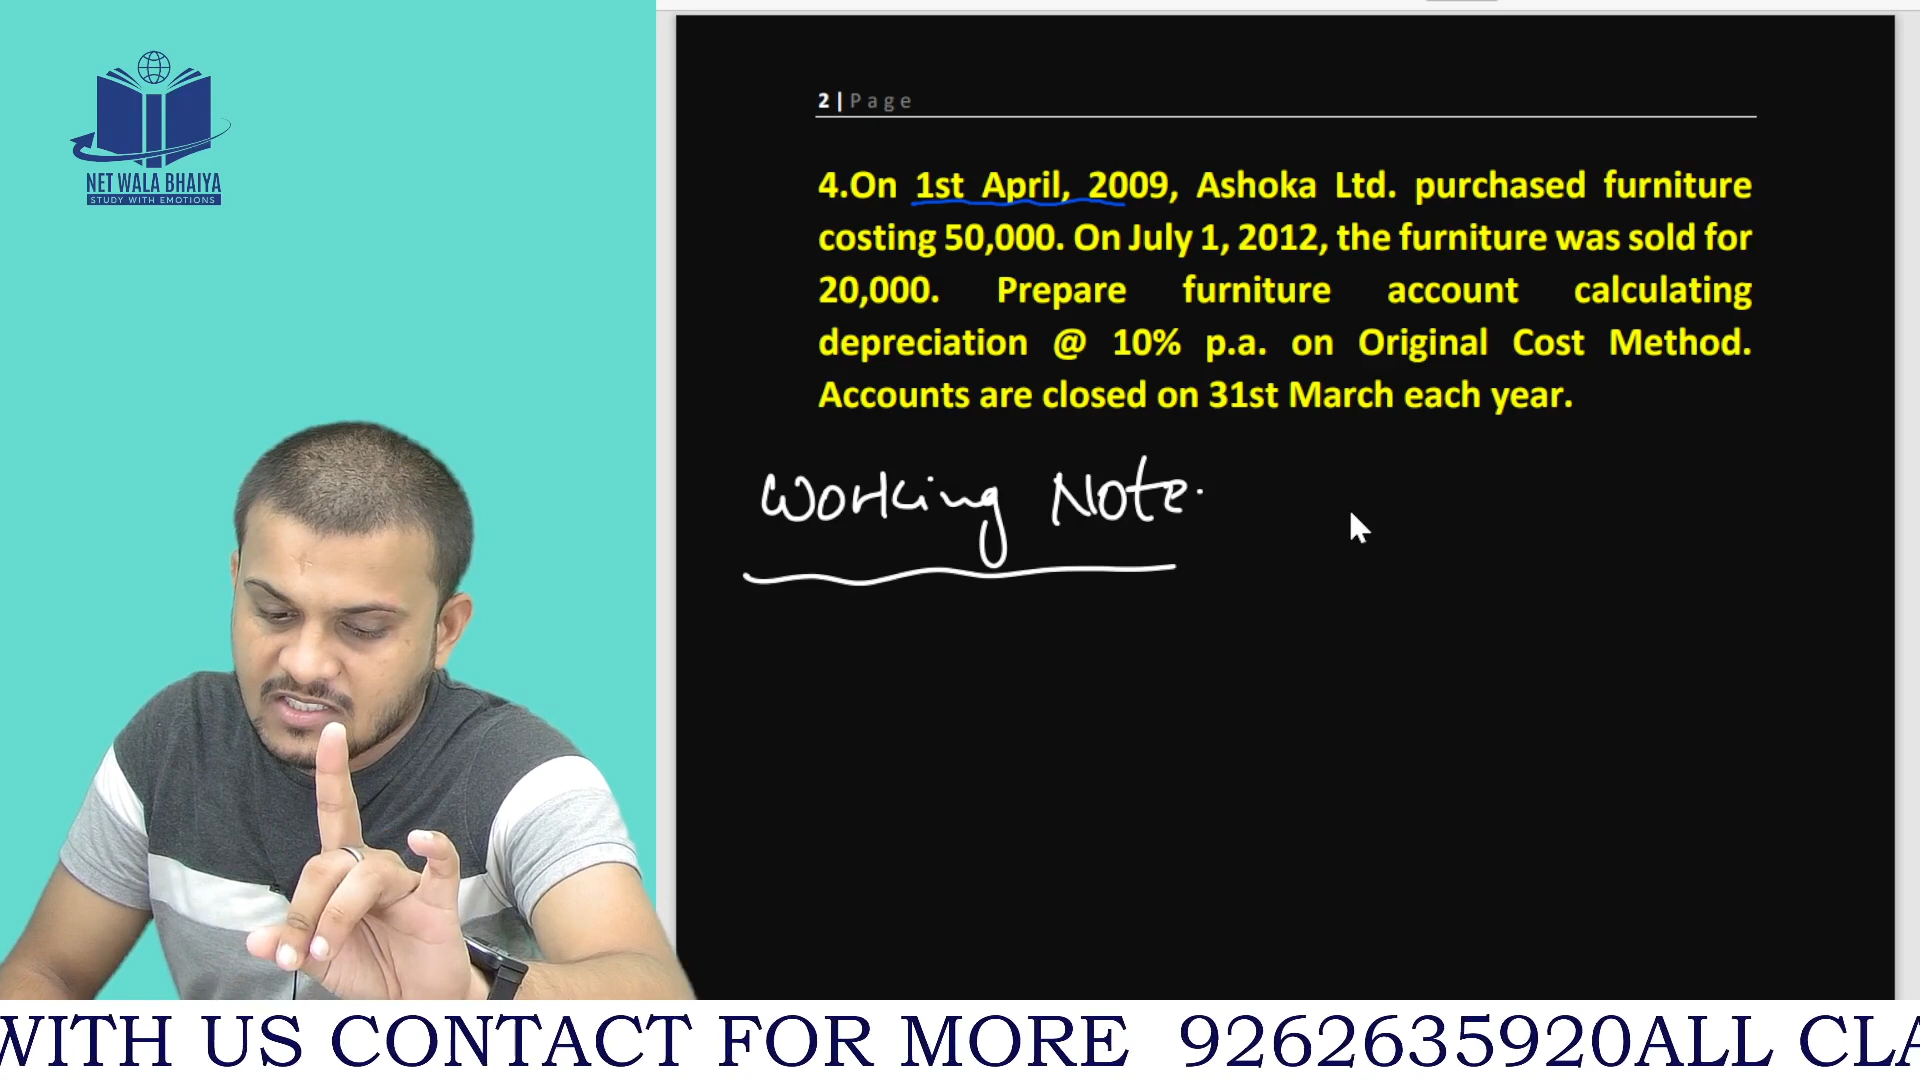 NET WALA BHAIYA
STUDY WITH EMOTIONS
2 | Page
4.On 1st April, 2009, Ashoka Ltd. purchased furniture
costing 50,000. On July 1, 2012, the furniture was sold for
20,000. Prepare furniture account calculating
depreciation @ 10% p.a. on Original Cost Method.
Accounts are closed on 31st March each year.
Working Note.
WITH US CONTACT FOR MORE 9262635920ALL CLA